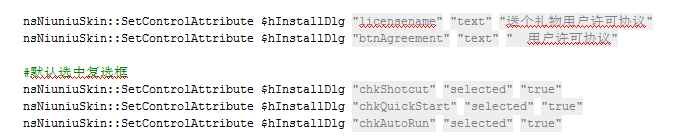 nsNiuniuSkin::SetControlAttribute $hInstallDlg "licensename" "text" "送个礼物用户许可协议"
nsNiuniuSkin::SetControlAttribute $hInstallDlg "btnAgreement" "text" "  用户许可协议"
#默认选中复选框
nsNiuniuSkin::SetControlAttribute $hInstallDlg "chkShotcut" "selected" "true"
nsNiuniuSkin::SetControlAttribute $hInstallDlg "chkQuickStart" "selected" "true"
nsNiuniuSkin::SetControlAttribute $hInstallDlg "chkAutoRun" "selected" "true"